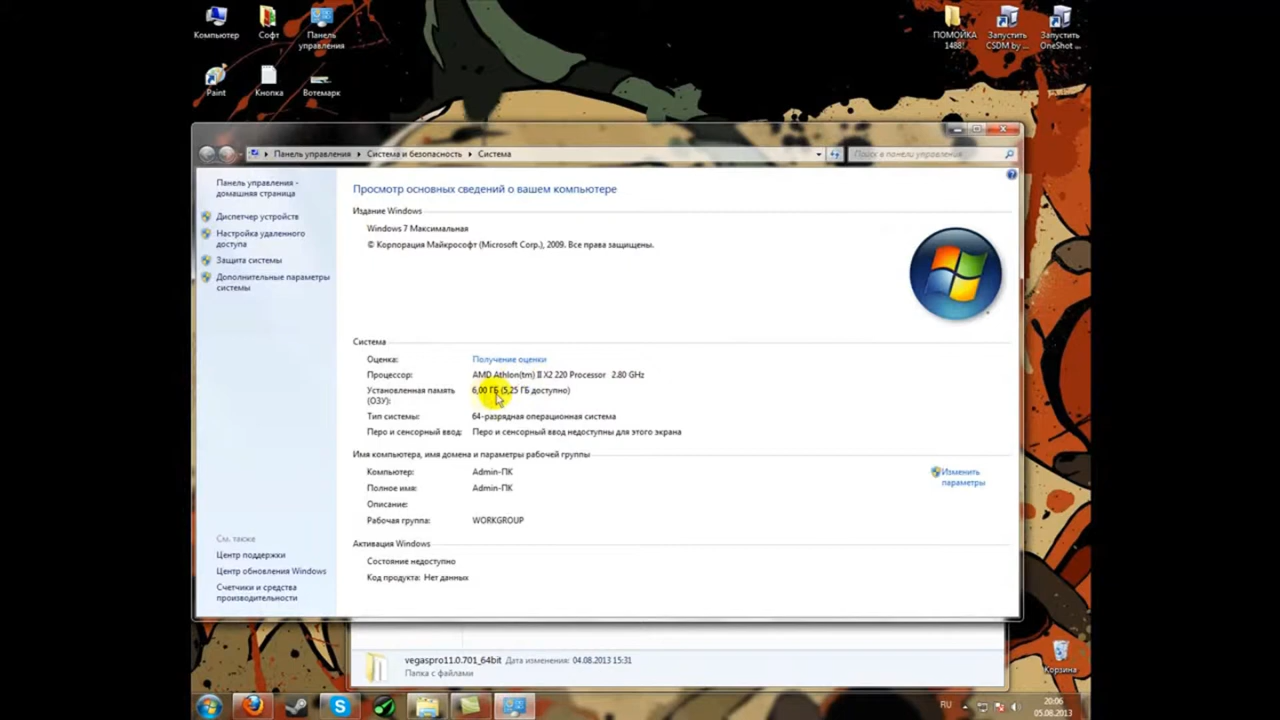 Компьютер
Софт
Панель
управления
ПОМОЙКА
1488!
Запустить
CSDM by ...
Запустить
OneShot ...
Paint
Кнопка
Вотемарк
Панель управления
Система и безопасность
Система
Поиск в панели управления
Панель управления -
домашняя страница
Диспетчер устройств
Настройка удаленного
доступа
Защита системы
Дополнительные параметры
системы
Просмотр основных сведений о вашем компьютере
Издание Windows
Windows 7 Максимальная
© Корпорация Майкрософт (Microsoft Corp.), 2009. Все права защищены.
Система
Оценка: Получение оценки
Процессор: AMD Athlon(tm) II X2 220 Processor 2.80 GHz
Установленная память 6,00 ГБ (5,25 ГБ доступно)
(ОЗУ):
Тип системы: 64-разрядная операционная система
Перо и сенсорный ввод: Перо и сенсорный ввод недоступны для этого экрана
Имя компьютера, имя домена и параметры рабочей группы
Компьютер: Admin-ПК
Полное имя: Admin-ПК
Описание:
Рабочая группа: WORKGROUP
Изменить
параметры
Активация Windows
Состояние недоступно
Код продукта: Нет данных
См. также
Центр поддержки
Центр обновления Windows
Счетчики и средства
производительности
vegaspro11.0.701_64bit Дата изменения: 04.08.2013 15:31
Папка с файлами
Корзина
RU
20:06
05.08.2013